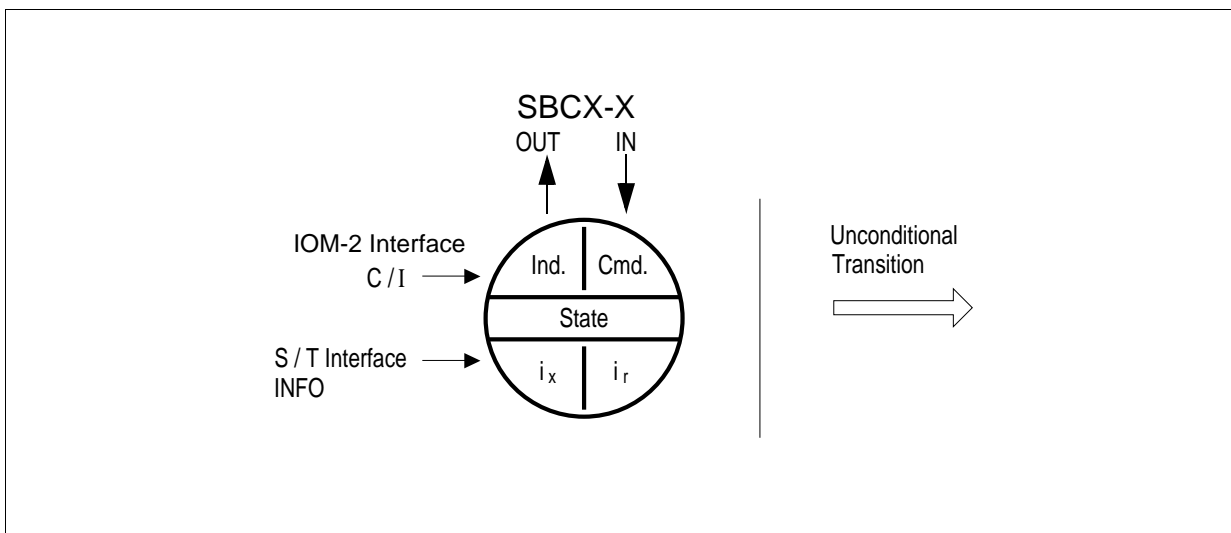 SBCX-X
OUT IN
IOM-2 Interface
C / I
Ind. Cmd.
State
S / T Interface
INFO
i x i r
Unconditional
Transition